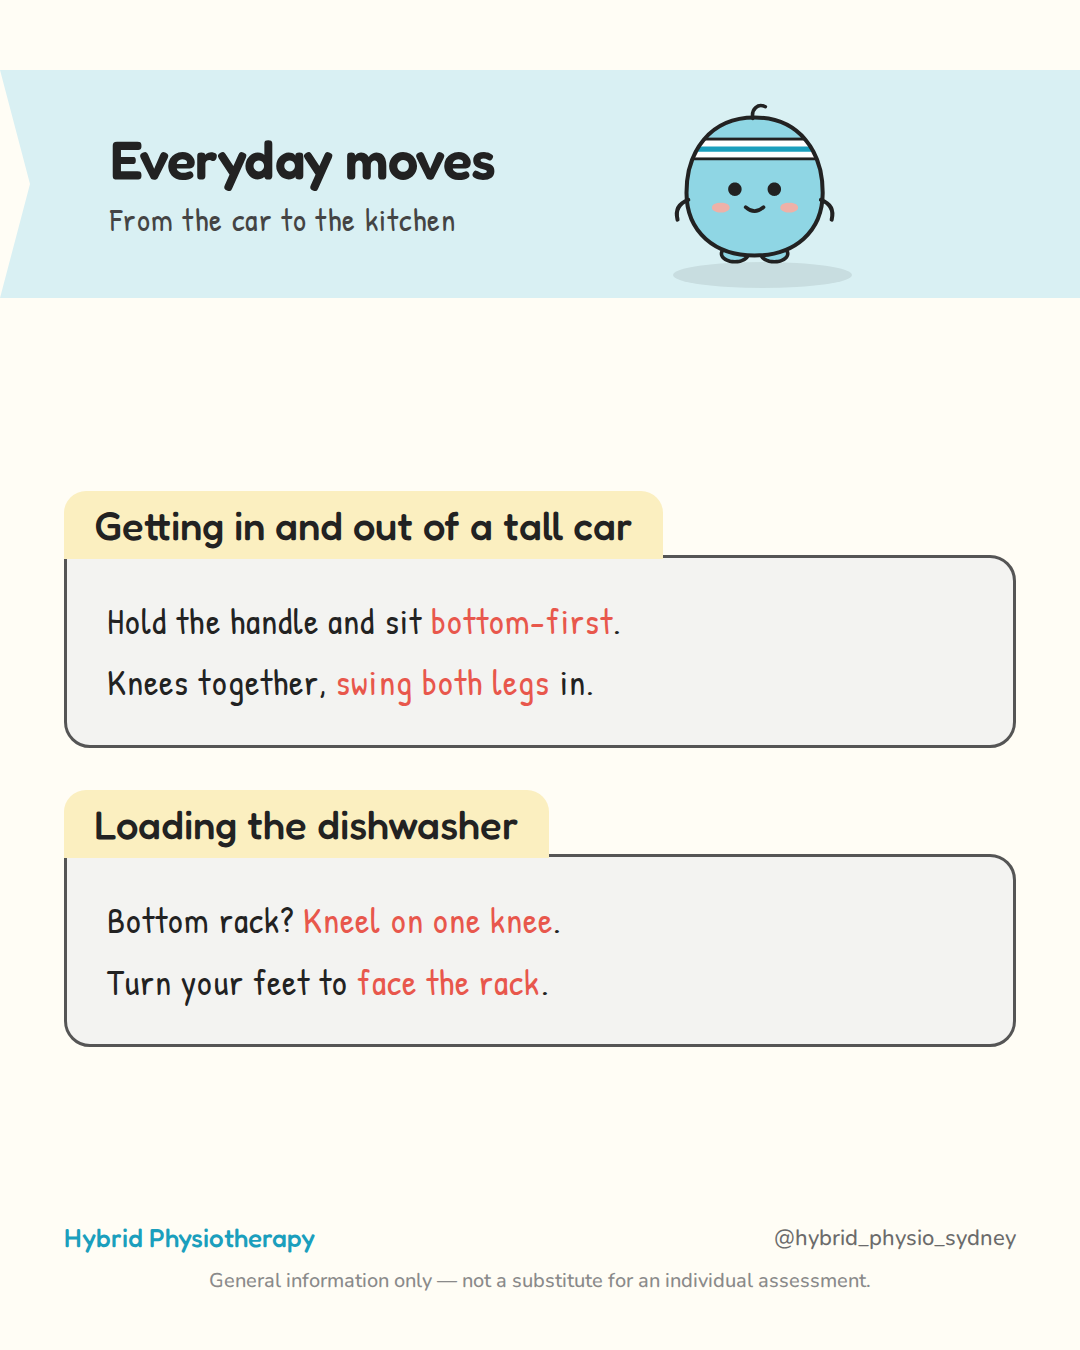 Everyday moves
From the car to the kitchen
Getting in and out of a tall car
Hold the handle and sit bottom-first.
Knees together, swing both legs in.
Loading the dishwasher
Bottom rack? Kneel on one knee.
Turn your feet to face the rack.
Hybrid Physiotherapy
@hybrid_physio_sydney
General information only — not a substitute for an individual assessment.